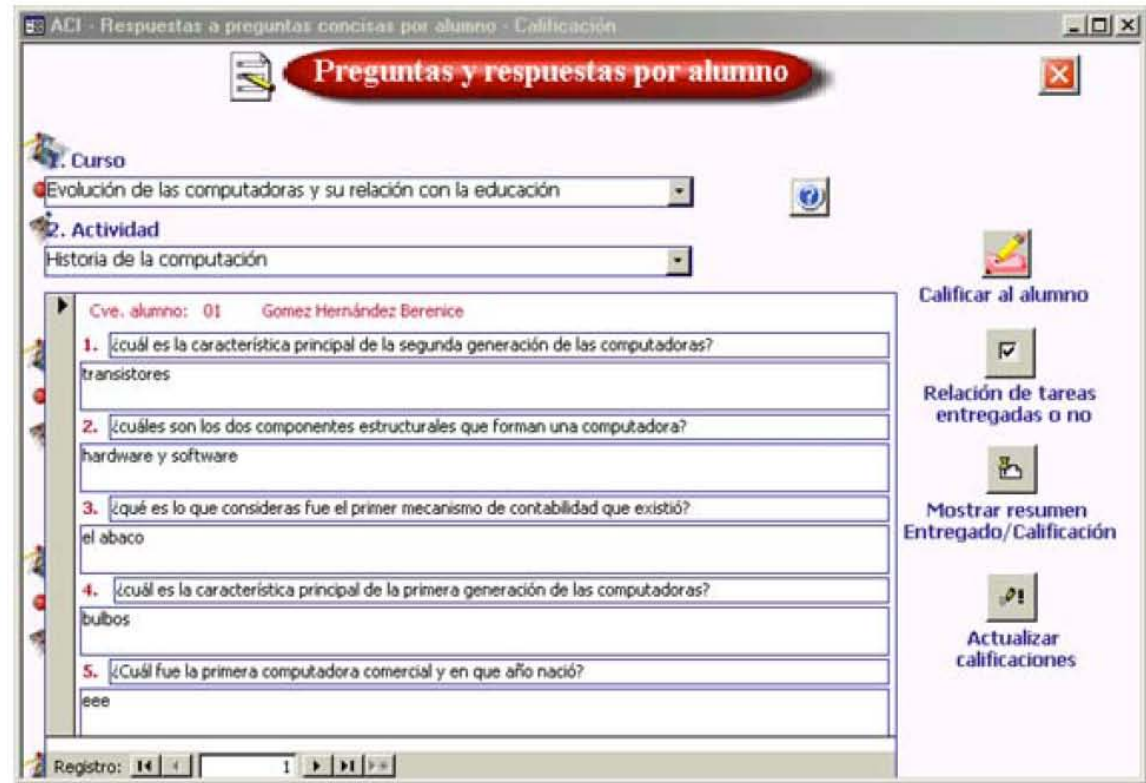 ACI - Respuestas a preguntas concisas por alumno - Calificación
Preguntas y respuestas por alumno
1. Curso
Evolución de las computadoras y su relación con la educación
2. Actividad
Historia de la computación
Calificar al alumno
Cve. alumno: 01 Gomez Hernández Berenice
1. ¿cuál es la característica principal de la segunda generación de las computadoras?
transistores
Relación de tareas
entregadas o no
2. ¿cuáles son los dos componentes estructurales que forman una computadora?
hardware y software
3. ¿qué es lo que consideras fue el primer mecanismo de contabilidad que existió?
el abaco
Mostrar resumen
Entregado/Calificación
4. ¿cuál es la característica principal de la primera generación de las computadoras?
bulbos
Actualizar
calificaciones
5. ¿Cuál fue la primera computadora comercial y en que año nació?
eee
Registro: 1